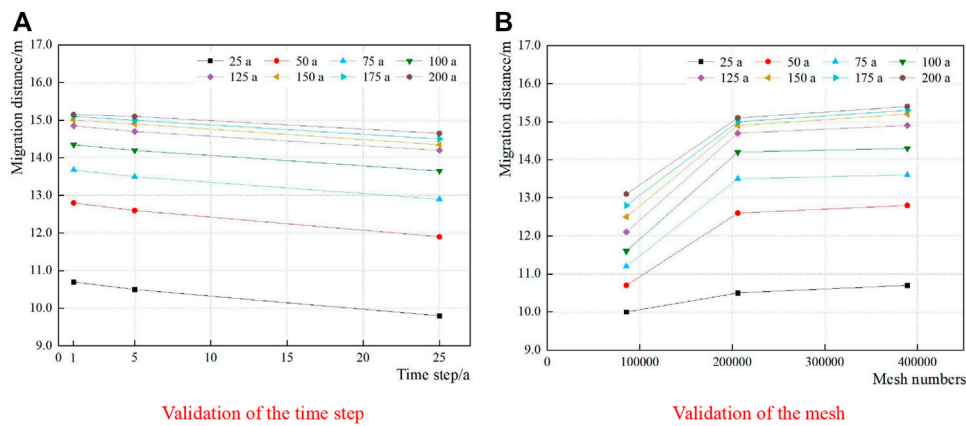 A
17.0
16.0
15.0
14.0
13.0
12.0
11.0
10.0
9.0
Migration distance/m
25 a 50 a 75 a 100 a
125 a 150 a 175 a 200 a
0 1 5 10 15 20 25
Time step/a
Validation of the time step
B
17.0
16.0
15.0
14.0
13.0
12.0
11.0
10.0
9.0
Migration distance/m
25 a 50 a 75 a 100 a
125 a 150 a 175 a 200 a
0 100000 200000 300000 400000
Mesh numbers
Validation of the mesh